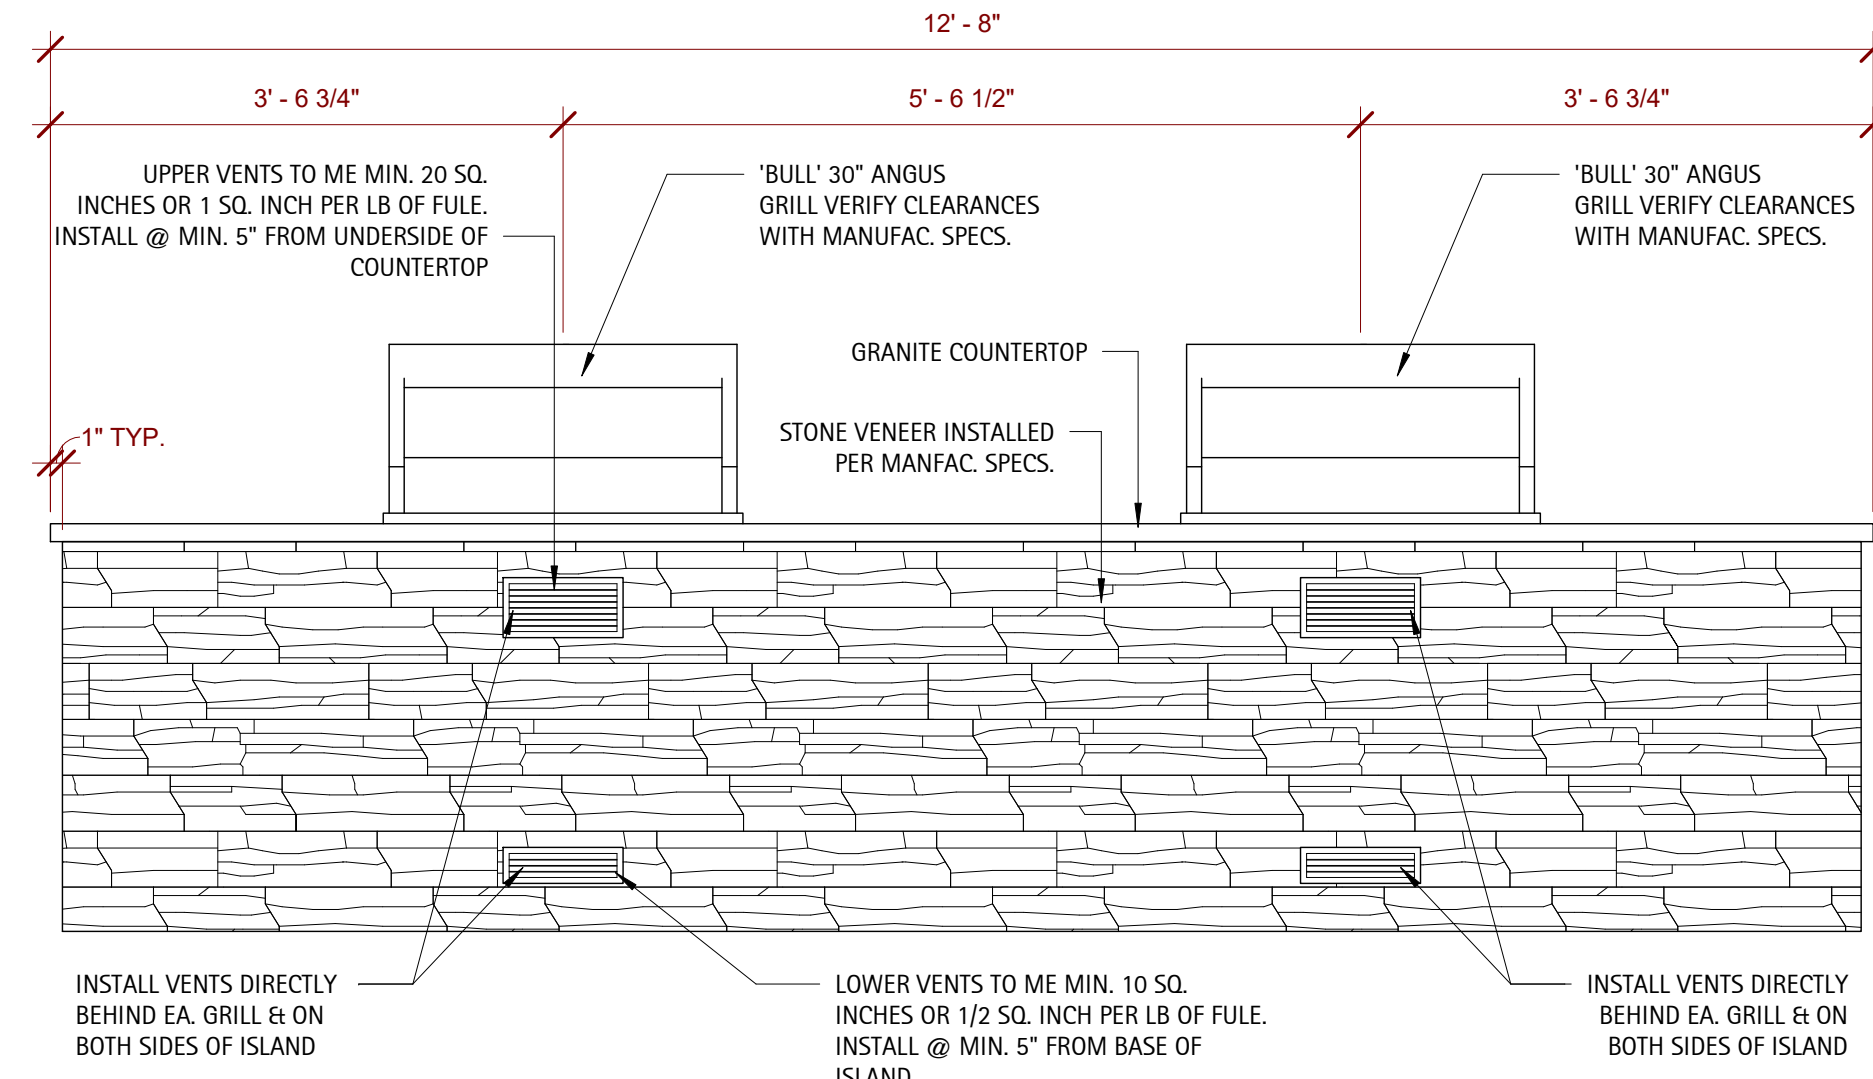 12' - 8"
3' - 6 3/4"
5' - 6 1/2"
3' - 6 3/4"
UPPER VENTS TO ME MIN. 20 SQ.
INCHES OR 1 SQ. INCH PER LB OF FULE.
INSTALL @ MIN. 5" FROM UNDERSIDE OF
COUNTERTOP
'BULL' 30" ANGUS
GRILL VERIFY CLEARANCES
WITH MANUFAC. SPECS.
'BULL' 30" ANGUS
GRILL VERIFY CLEARANCES
WITH MANUFAC. SPECS.
GRANITE COUNTERTOP
STONE VENEER INSTALLED
PER MANFAC. SPECS.
1" TYP.
INSTALL VENTS DIRECTLY
BEHIND EA. GRILL & ON
BOTH SIDES OF ISLAND
LOWER VENTS TO ME MIN. 10 SQ.
INCHES OR 1/2 SQ. INCH PER LB OF FULE.
INSTALL @ MIN. 5" FROM BASE OF
ISLAND
INSTALL VENTS DIRECTLY
BEHIND EA. GRILL & ON
BOTH SIDES OF ISLAND